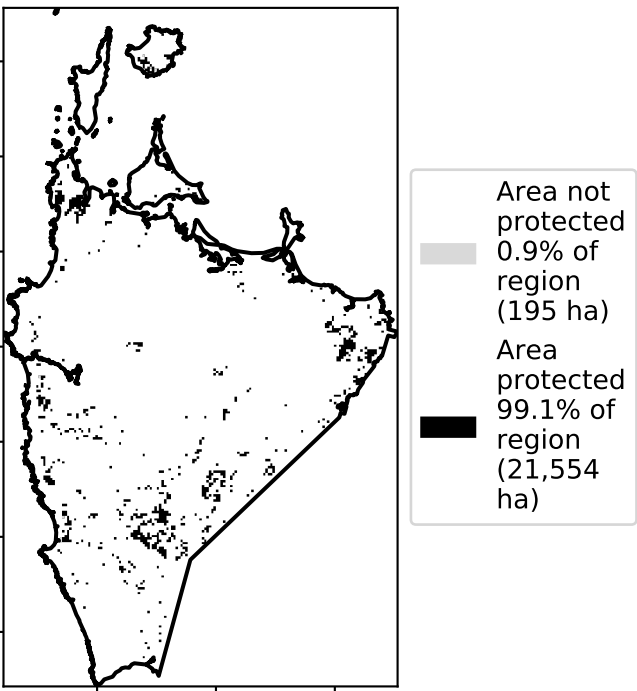 Area not
protected
0.9% of
region
(195 ha)
Area
protected
99.1% of
region
(21,554
ha)